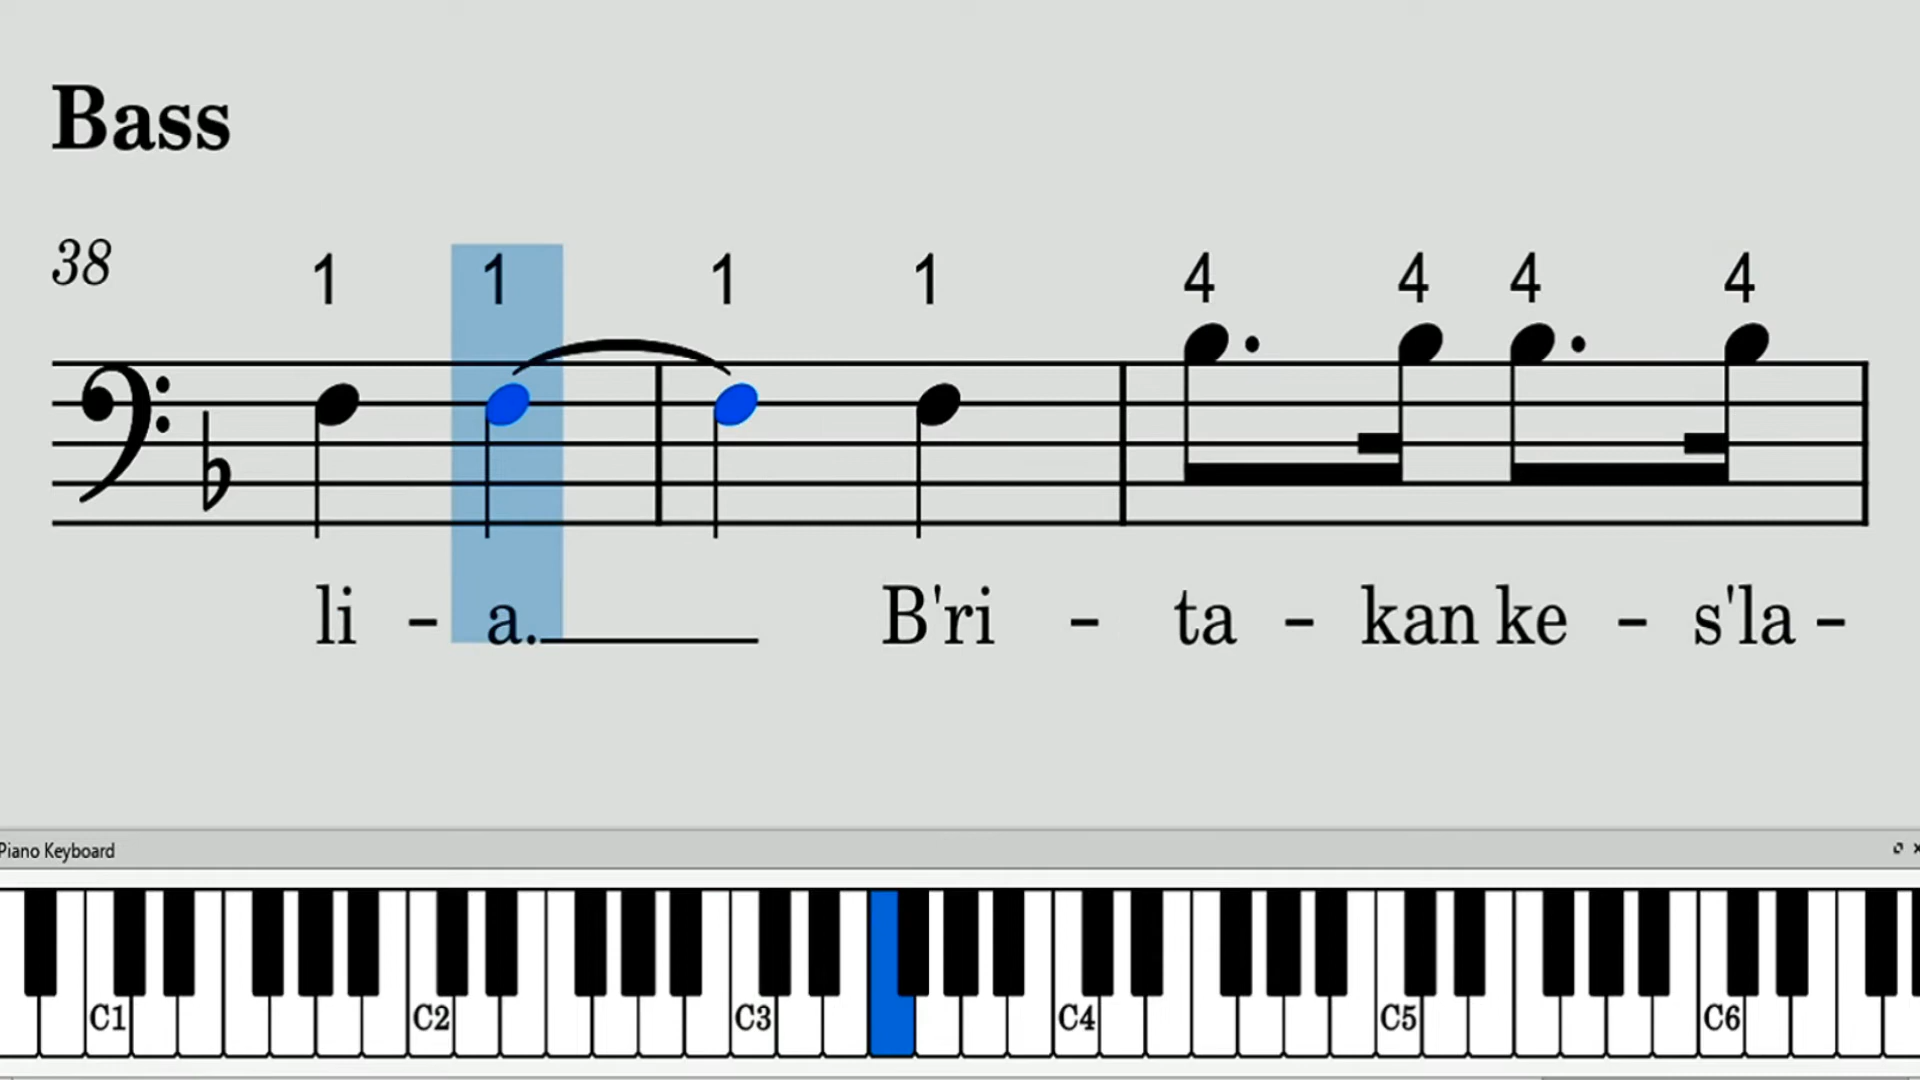 Bass
38 1 1 1 1 4 4 4 4
li - a.____ B'ri - ta - kan ke - s'la -
Piano Keyboard
C1 C2 C3 C4 C5 C6